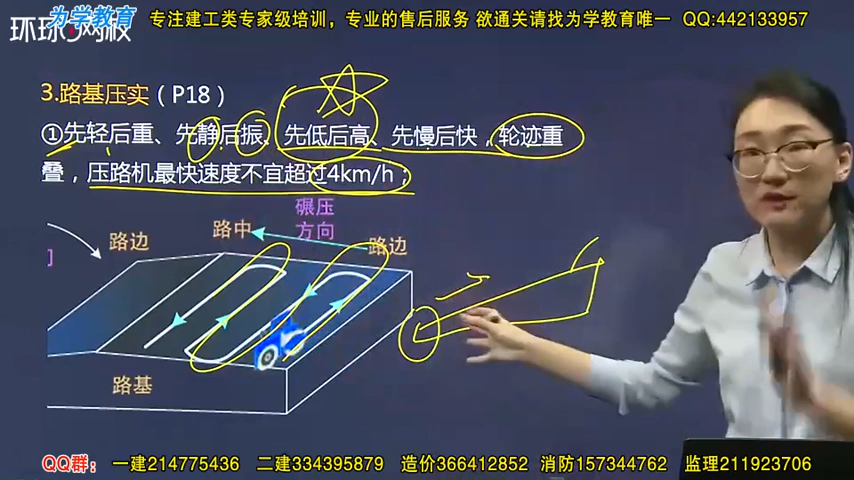 为学教育 专注建工类专家级培训，专业的售后服务 欲通关请找为学教育唯一 QQ:442133957
环球网校
3.路基压实（P18）
①先轻后重、先静后振、先低后高、先慢后快，轮迹重
叠，压路机最快速度不宜超过4km/h；
碾压
方向
路边
路中
路边
路基
QQ群： 一建214775436 二建334395879 造价366412852 消防157344762 监理211923706